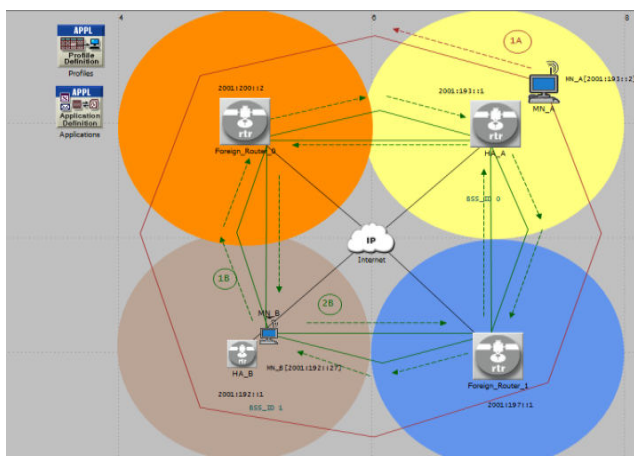 4
6
8
APPL
Profile
Definition
Profiles
APPL
Application
Definition
Applications
1A
MN_A[2001:193::2]
MN_A
2001:200::2
rtr
Foreign_Router_0
2001:193::1
rtr
HA_A
BSS_ID 0
IP
Internet
1B
2B
MN_B
rtr
HA_B
MN_B[2001:192::27]
2001:192::1
BSS_ID 1
rtr
Foreign_Router_1
2001:197::1